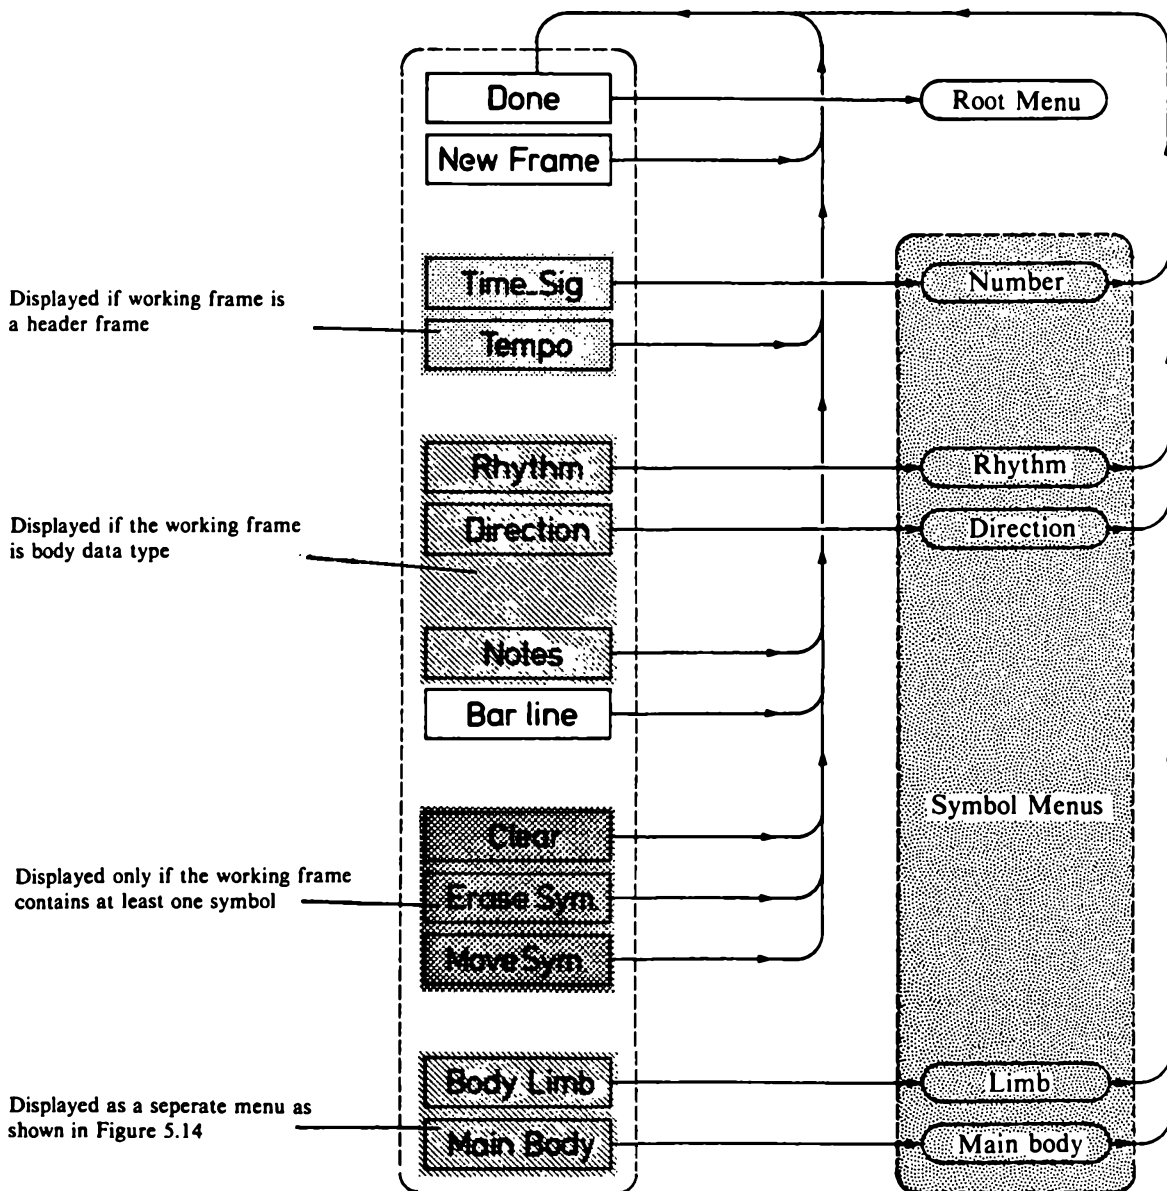 Done
Root Menu
New Frame
Displayed if working frame is
a header frame
Time_Sig
Number
Tempo
Rhythm
Rhythm
Displayed if the working frame
is body data type
Direction
Direction
Notes
Bar line
Symbol Menus
Clear
Displayed only if the working frame
contains at least one symbol
Erase Sym.
Move Sym.
Body Limb
Limb
Displayed as a seperate menu as
shown in Figure 5.14
Main Body
Main body